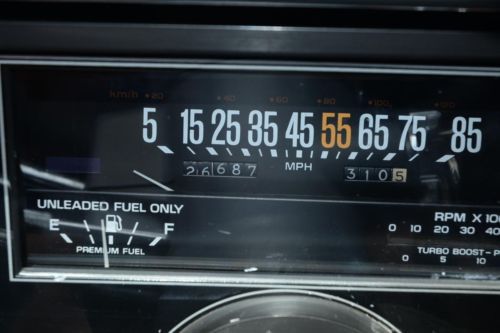 km/h 20 40 60 80 100 120
5 15 25 35 45 55 65 75 85
26687 MPH 3105
UNLEADED FUEL ONLY
E F
PREMIUM FUEL
RPM X 10
0 10 20 30 40
TURBO BOOST-P
0 5 10